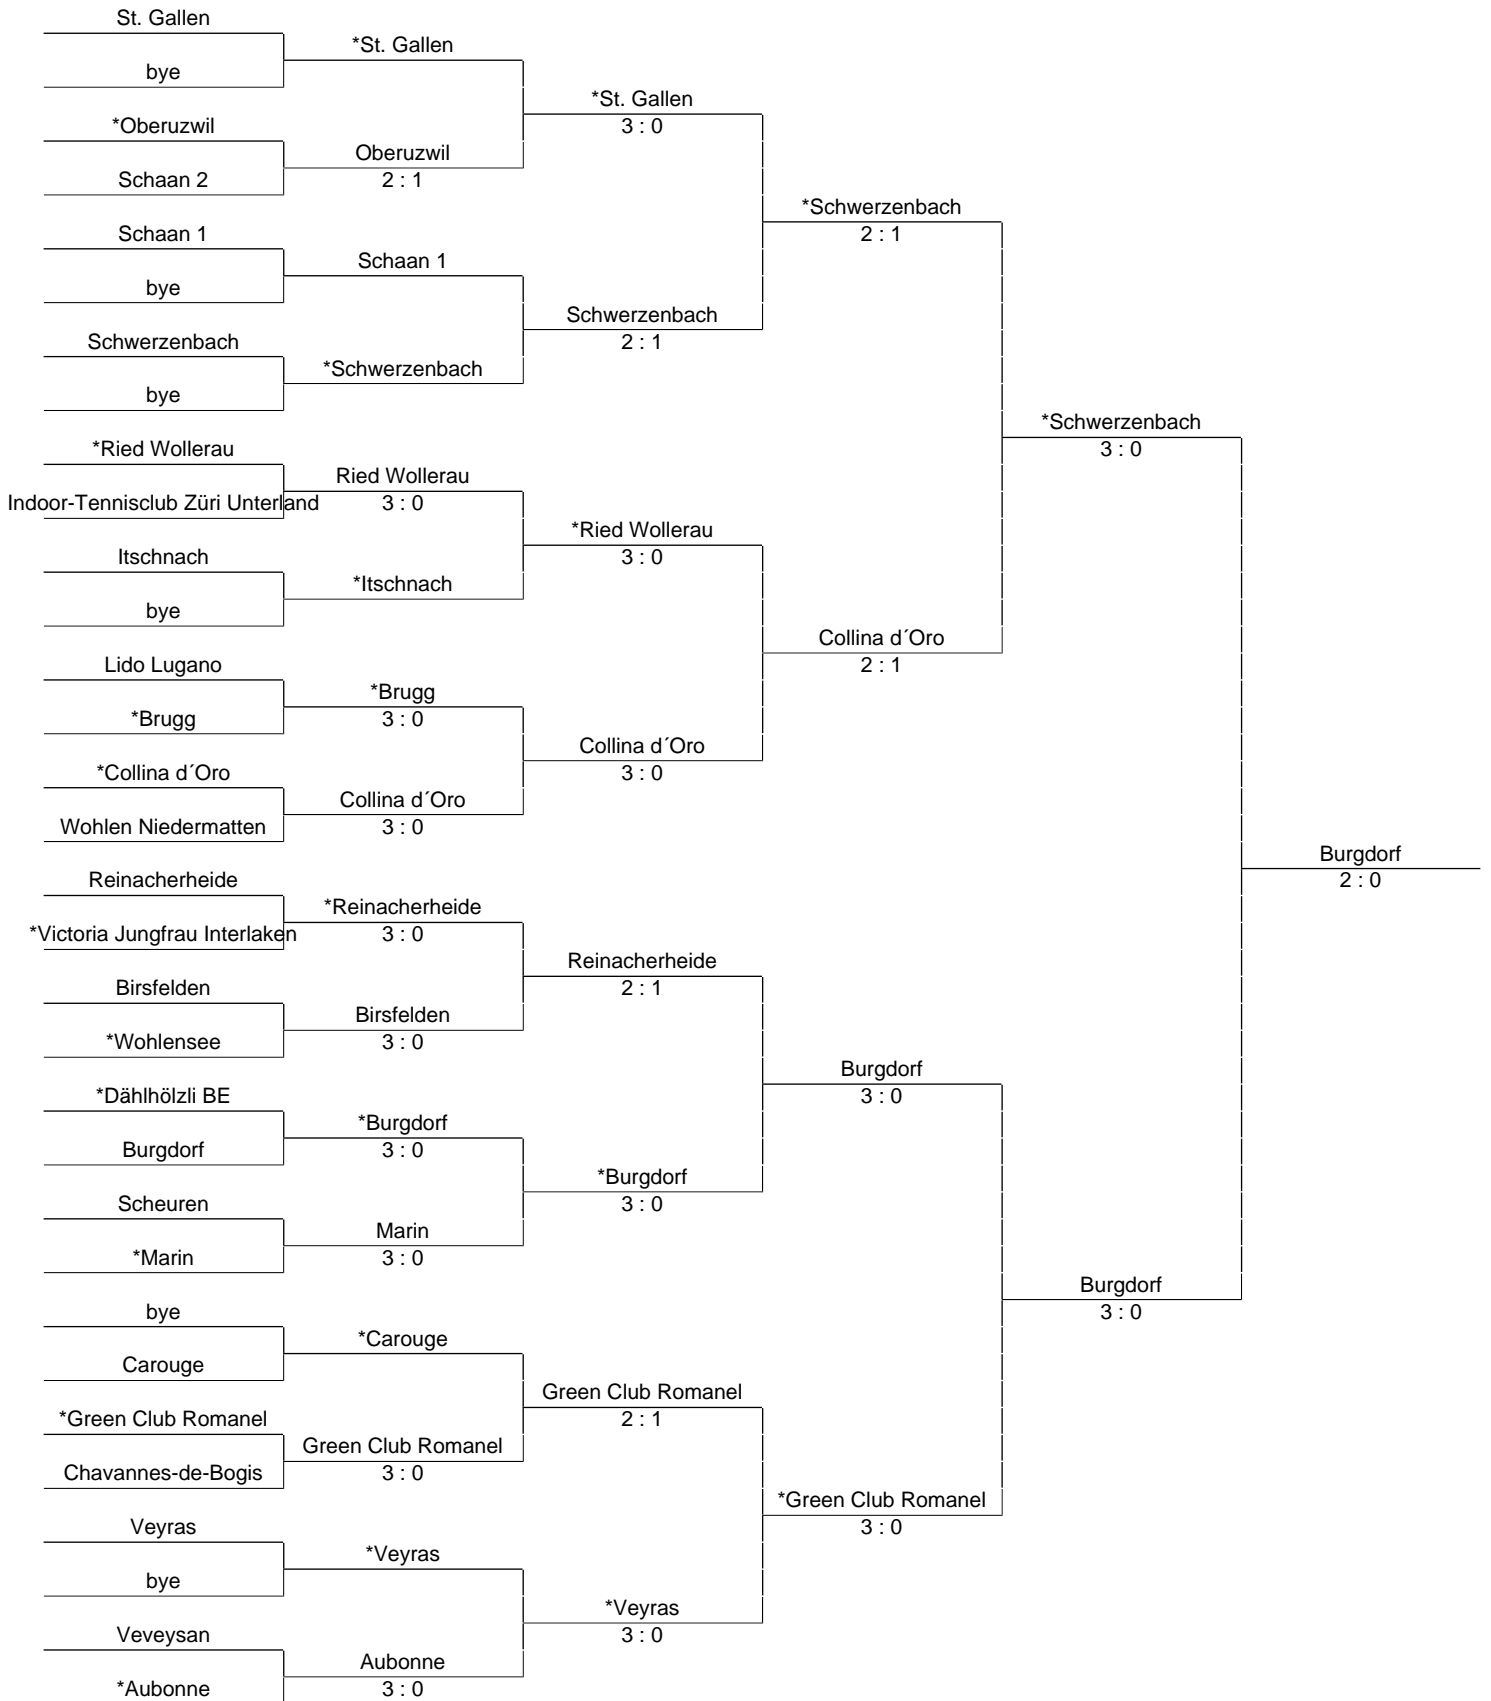 St. Gallen
*St. Gallen
bye
*St. Gallen
3 : 0
*Oberuzwil
Oberuzwil
2 : 1
Schaan 2
*Schwerzenbach
2 : 1
Schaan 1
Schaan 1
bye
Schwerzenbach
2 : 1
Schwerzenbach
*Schwerzenbach
bye
*Schwerzenbach
3 : 0
*Ried Wollerau
Ried Wollerau
3 : 0
Indoor-Tennisclub Züri Unterland
*Ried Wollerau
3 : 0
Itschnach
*Itschnach
bye
Collina d´Oro
2 : 1
Lido Lugano
*Brugg
3 : 0
*Brugg
Collina d´Oro
3 : 0
*Collina d´Oro
Collina d´Oro
3 : 0
Wohlen Niedermatten
Burgdorf
2 : 0
Reinacherheide
*Reinacherheide
3 : 0
*Victoria Jungfrau Interlaken
Reinacherheide
2 : 1
Birsfelden
Birsfelden
3 : 0
*Wohlensee
Burgdorf
3 : 0
*Dählhölzli BE
*Burgdorf
3 : 0
Burgdorf
*Burgdorf
3 : 0
Scheuren
Marin
3 : 0
*Marin
Burgdorf
3 : 0
bye
*Carouge
Carouge
Green Club Romanel
2 : 1
*Green Club Romanel
Green Club Romanel
3 : 0
Chavannes-de-Bogis
*Green Club Romanel
3 : 0
Veyras
*Veyras
bye
*Veyras
3 : 0
Veveysan
Aubonne
3 : 0
*Aubonne